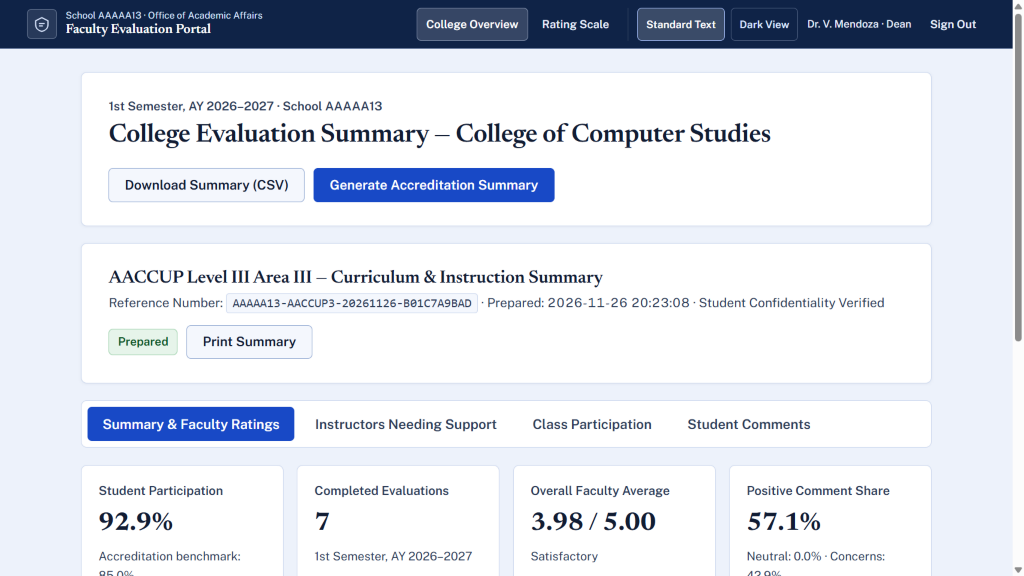 School AAAAA13 · Office of Academic Affairs
Faculty Evaluation Portal
College Overview
Rating Scale
Standard Text
Dark View
Dr. V. Mendoza · Dean
Sign Out
1st Semester, AY 2026–2027 · School AAAAA13
College Evaluation Summary — College of Computer Studies
Download Summary (CSV)
Generate Accreditation Summary
AACCUP Level III Area III — Curriculum & Instruction Summary
Reference Number: AAAAA13-AACCUP3-20261126-B01C7A9BAD · Prepared: 2026-11-26 20:23:08 · Student Confidentiality Verified
Prepared
Print Summary
Summary & Faculty Ratings
Instructors Needing Support
Class Participation
Student Comments
Student Participation
92.9%
Accreditation benchmark:
85.0%
Completed Evaluations
7
1st Semester, AY 2026–2027
Overall Faculty Average
3.98 / 5.00
Satisfactory
Positive Comment Share
57.1%
Neutral: 0.0% · Concerns:
42.9%